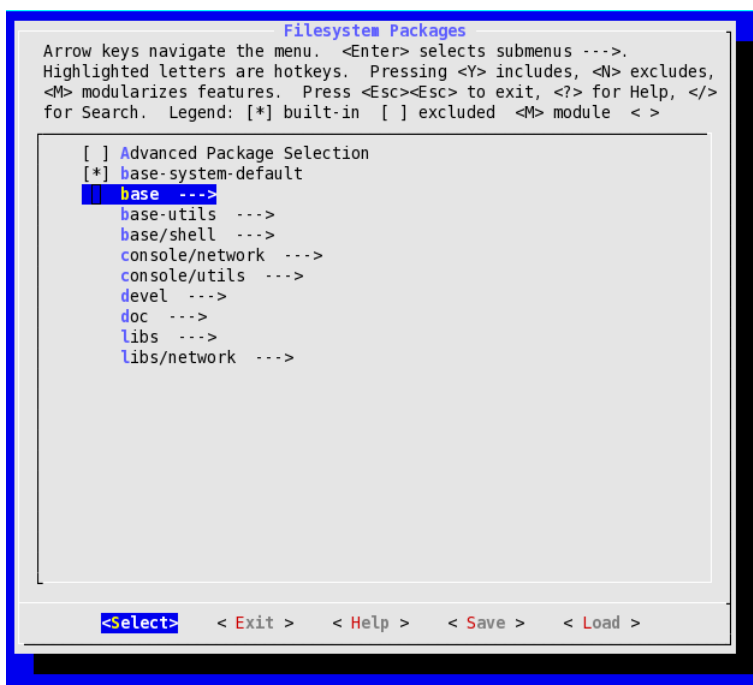 Filesystem Packages
Arrow keys navigate the menu.  <Enter> selects submenus --->.
Highlighted letters are hotkeys.  Pressing <Y> includes, <N> excludes,
<M> modularizes features.  Press <Esc><Esc> to exit, <?> for Help, </>
for Search.  Legend: [*] built-in  [ ] excluded  <M> module  < >
[ ] Advanced Package Selection
[*] base-system-default
base  --->
base-utils  --->
base/shell  --->
console/network  --->
console/utils  --->
devel  --->
doc  --->
libs  --->
libs/network  --->
<Select>    < Exit >    < Help >    < Save >    < Load >